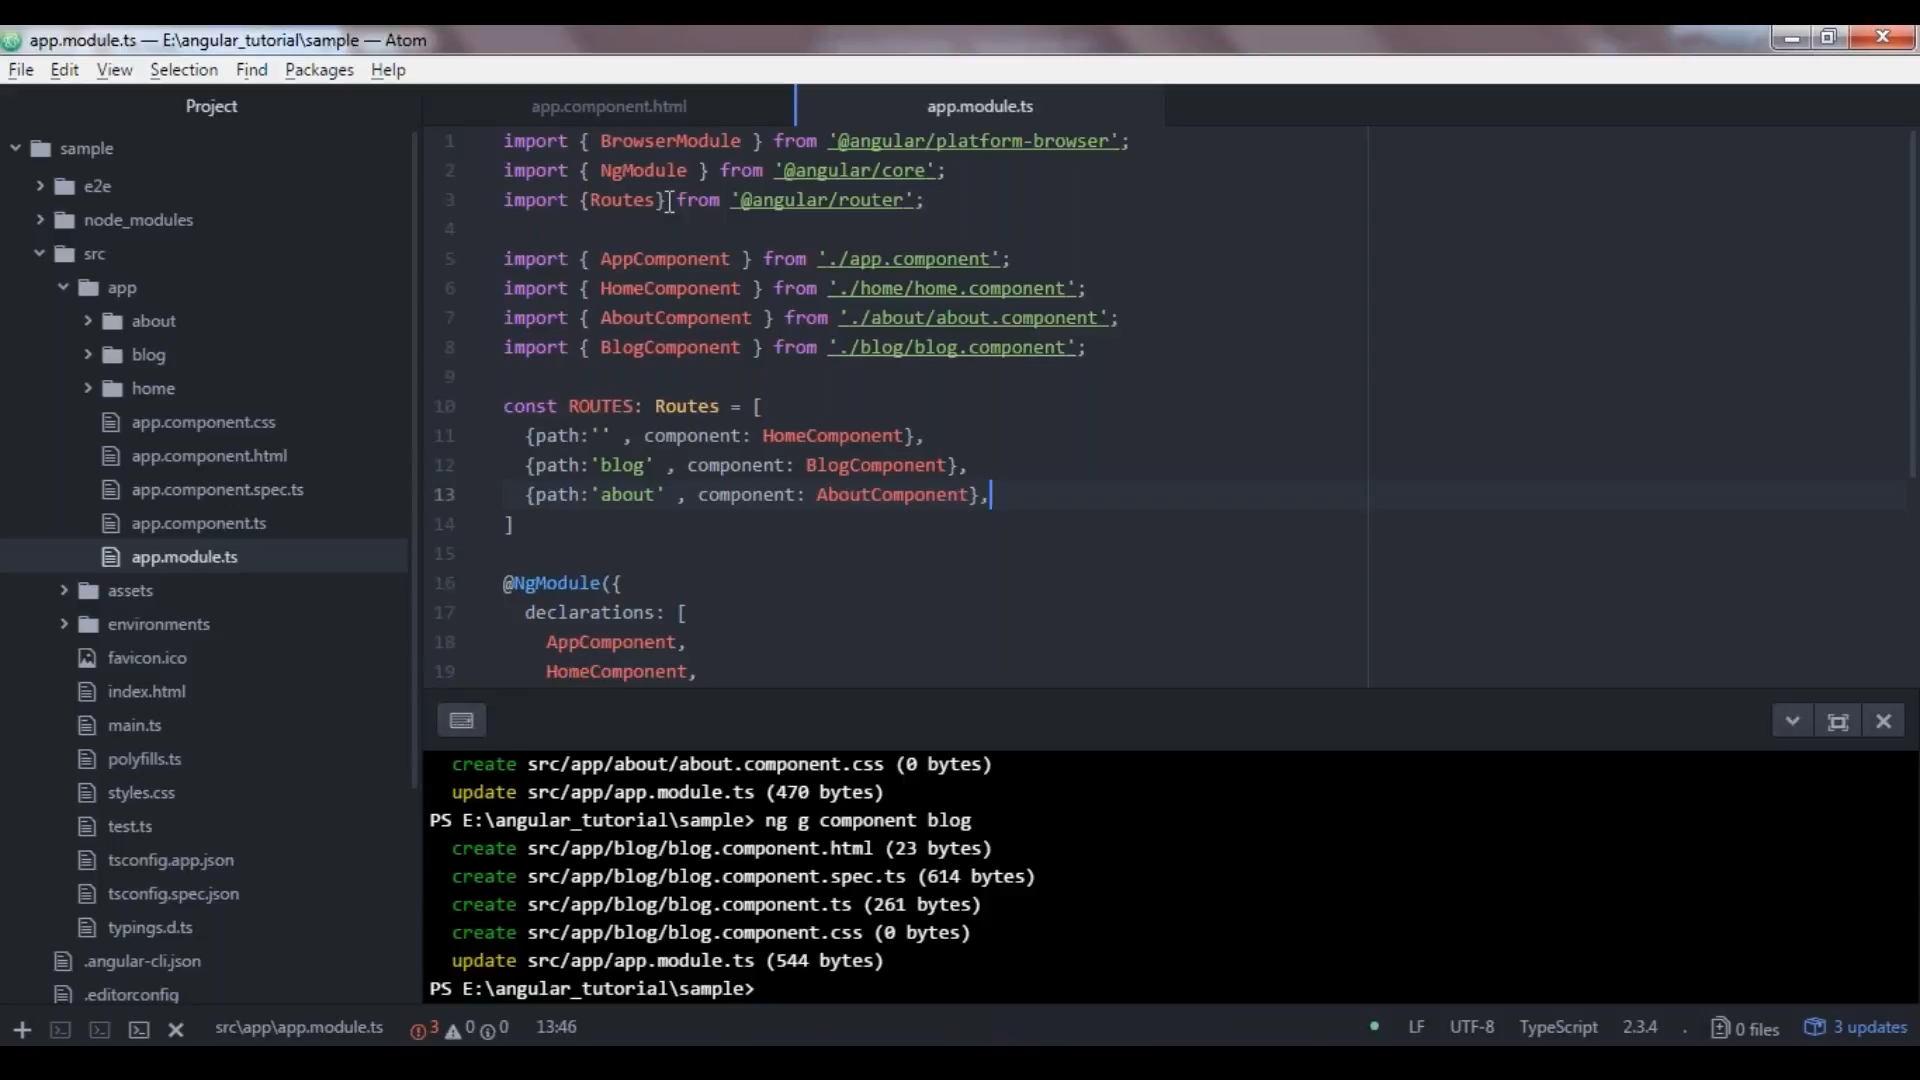 app.module.ts — E:\angular_tutorial\sample — Atom
File Edit View Selection Find Packages Help
Project
sample
e2e
node_modules
src
app
about
blog
home
app.component.css
app.component.html
app.component.spec.ts
app.component.ts
app.module.ts
assets
environments
favicon.ico
index.html
main.ts
polyfills.ts
styles.css
test.ts
tsconfig.app.json
tsconfig.spec.json
typings.d.ts
.angular-cli.json
.editorconfig
app.component.html app.module.ts
1 import { BrowserModule } from '@angular/platform-browser';
2 import { NgModule } from '@angular/core';
3 import {Routes} from '@angular/router';
4
5 import { AppComponent } from './app.component';
6 import { HomeComponent } from './home/home.component';
7 import { AboutComponent } from './about/about.component';
8 import { BlogComponent } from './blog/blog.component';
9
10 const ROUTES: Routes = [
11 {path:'' , component: HomeComponent},
12 {path:'blog' , component: BlogComponent},
13 {path:'about' , component: AboutComponent},
14 ]
15
16 @NgModule({
17 declarations: [
18 AppComponent,
19 HomeComponent,
create src/app/about/about.component.css (0 bytes)
update src/app/app.module.ts (470 bytes)
PS E:\angular_tutorial\sample> ng g component blog
create src/app/blog/blog.component.html (23 bytes)
create src/app/blog/blog.component.spec.ts (614 bytes)
create src/app/blog/blog.component.ts (261 bytes)
create src/app/blog/blog.component.css (0 bytes)
update src/app/app.module.ts (544 bytes)
PS E:\angular_tutorial\sample>
src\app\app.module.ts 3 0 0 13:46 LF UTF-8 TypeScript 2.3.4 . 0 files 3 updates